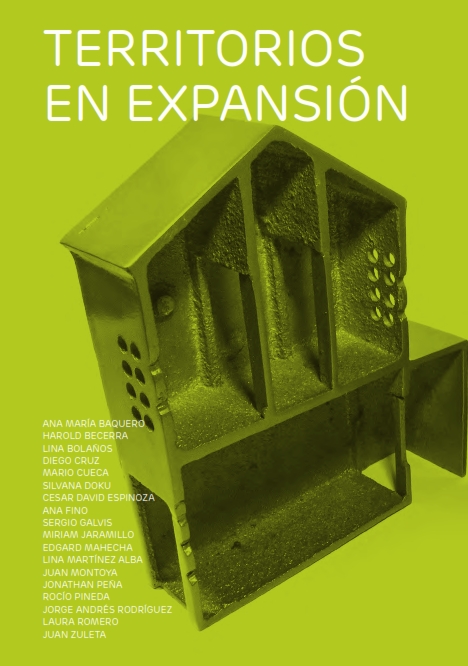 TERRITORIOS
EN EXPANSIÓN
ANA MARÍA BAQUERO
HAROLD BECERRA
LINA BOLAÑOS
DIEGO CRUZ
MARIO CUECA
SILVANA DOKU
CESAR DAVID ESPINOZA
ANA FINO
SERGIO GALVIS
MIRIAM JARAMILLO
EDGARD MAHECHA
LINA MARTÍNEZ ALBA
JUAN MONTOYA
JONATHAN PEÑA
ROCÍO PINEDA
JORGE ANDRÉS RODRÍGUEZ
LAURA ROMERO
JUAN ZULETA